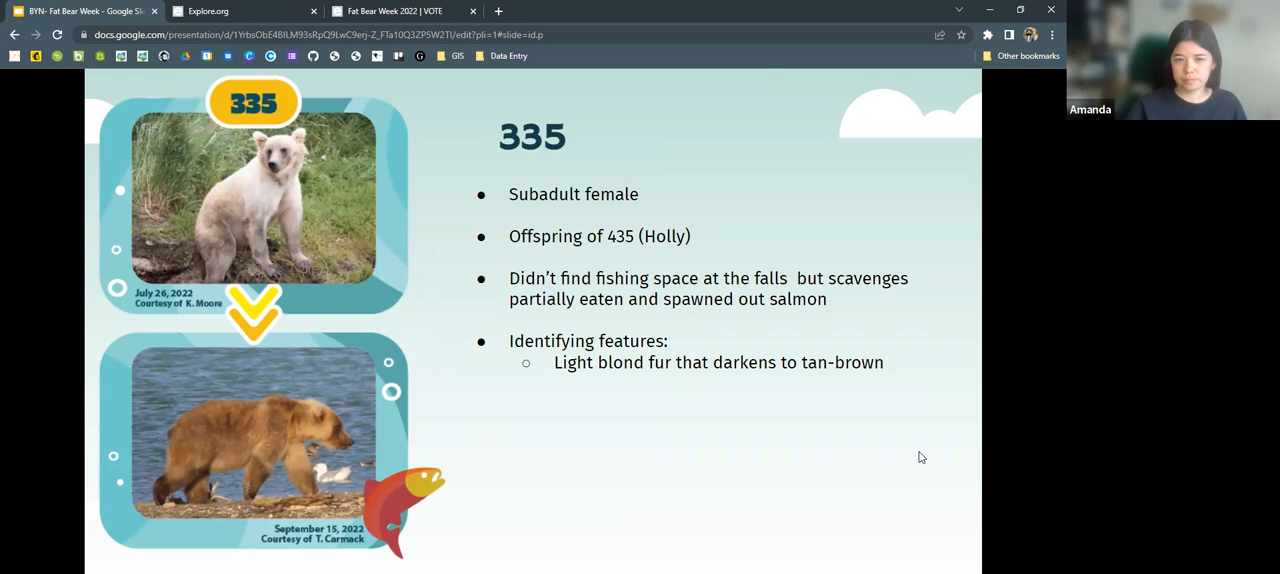 BYN- Fat Bear Week - Google Sli
Explore.org
Fat Bear Week 2022 | VOTE
docs.google.com/presentation/d/1YrbsObE4BILM93sRpQ9LwC9erj-Z_FTa10Q3ZP5W2TI/edit?pli=1#slide=id.p
GIS
Data Entry
Other bookmarks
Amanda
335
July 26, 2022
Courtesy of K. Moore
September 15, 2022
Courtesy of T. Carmack
335
● Subadult female
● Offspring of 435 (Holly)
● Didn’t find fishing space at the falls but scavenges
partially eaten and spawned out salmon
● Identifying features:
○ Light blond fur that darkens to tan-brown